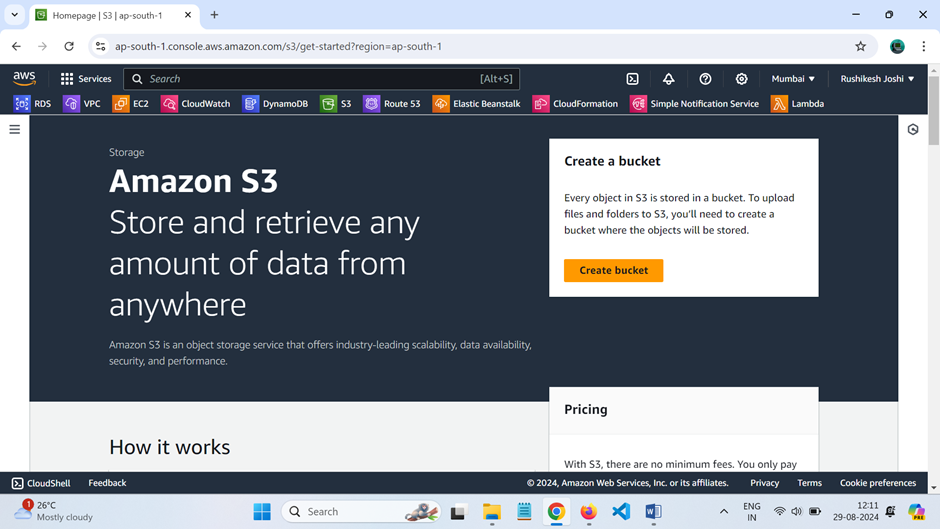 Homepage | S3 | ap-south-1
ap-south-1.console.aws.amazon.com/s3/get-started?region=ap-south-1
aws
Services
Search
[Alt+S]
Mumbai
Rushikesh Joshi
RDS
VPC
EC2
CloudWatch
DynamoDB
S3
Route 53
Elastic Beanstalk
CloudFormation
Simple Notification Service
Lambda
Storage
Amazon S3
Store and retrieve any
amount of data from
anywhere
Amazon S3 is an object storage service that offers industry-leading scalability, data availability,
security, and performance.
Create a bucket
Every object in S3 is stored in a bucket. To upload
files and folders to S3, you'll need to create a
bucket where the objects will be stored.
Create bucket
Pricing
With S3, there are no minimum fees. You only pay
How it works
CloudShell
Feedback
© 2024, Amazon Web Services, Inc. or its affiliates.
Privacy
Terms
Cookie preferences
1
26°C
Mostly cloudy
Search
ENG
IN
12:11
29-08-2024